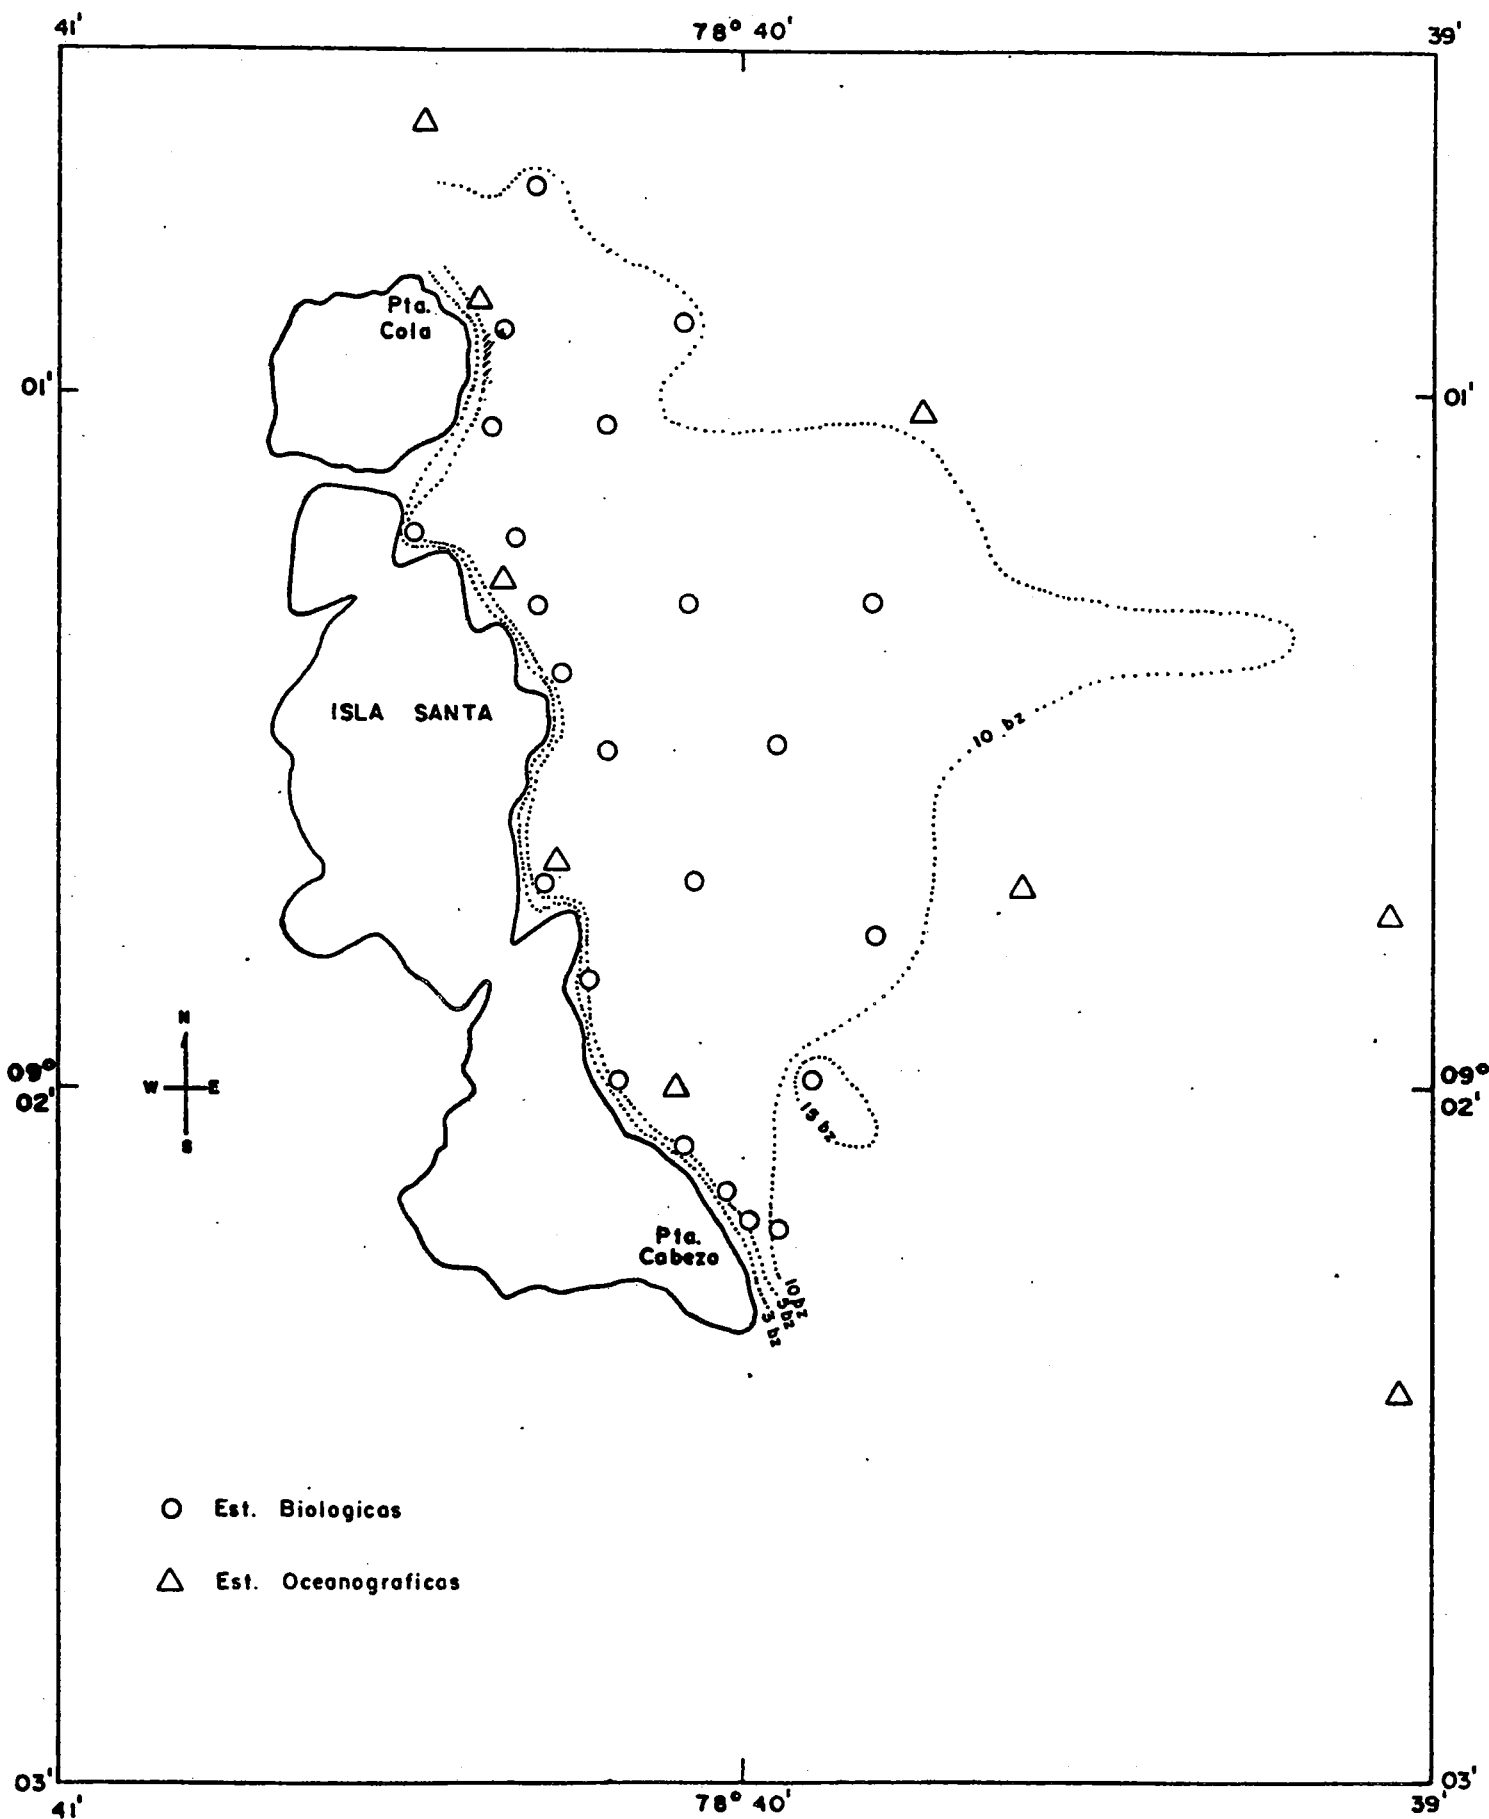 41'
78° 40'
39'
Pta.
Cola
01'
01'
ISLA SANTA
10 bz
N
W E
S
09°
02'
09°
02'
15 bz
Pta.
Cabezo
10 bz
5 bz
3 bz
Est. Biologicas
Est. Oceanograficas
03'
03'
41'
78° 40'
39'